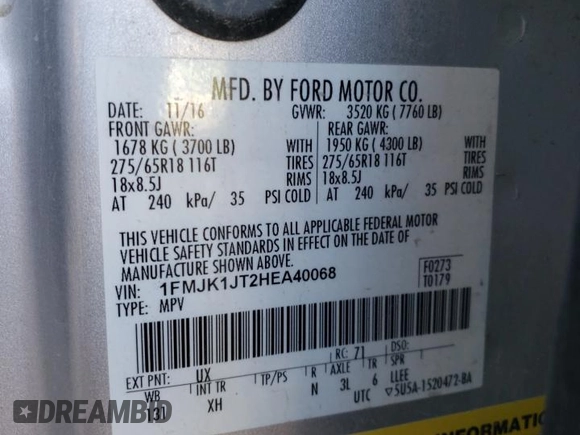 MFD. BY FORD MOTOR CO.
DATE: 11/16 GVWR: 3520 KG ( 7760 LB)
FRONT GAWR: REAR GAWR:
1678 KG ( 3700 LB) WITH 1950 KG ( 4300 LB) WITH
275/65R18 116T TIRES 275/65R18 116T TIRES
18x8.5J RIMS 18x8.5J RIMS
AT 240 kPa/ 35 PSI COLD AT 240 kPa/ 35 PSI COLD
THIS VEHICLE CONFORMS TO ALL APPLICABLE FEDERAL MOTOR
VEHICLE SAFETY STANDARDS IN EFFECT ON THE DATE OF
MANUFACTURE SHOWN ABOVE.
VIN: 1FMJK1JT2HEA40068 F0273
TYPE: MPV T0179
EXT PNT: UX RC: 71 DSO:
WB INT TR TP/PS R AXLE TR SPR
131 XH N 3L 6 LLEE
UTC ▽5U5A-1520472-BA
INFORMATION
DREAMBID